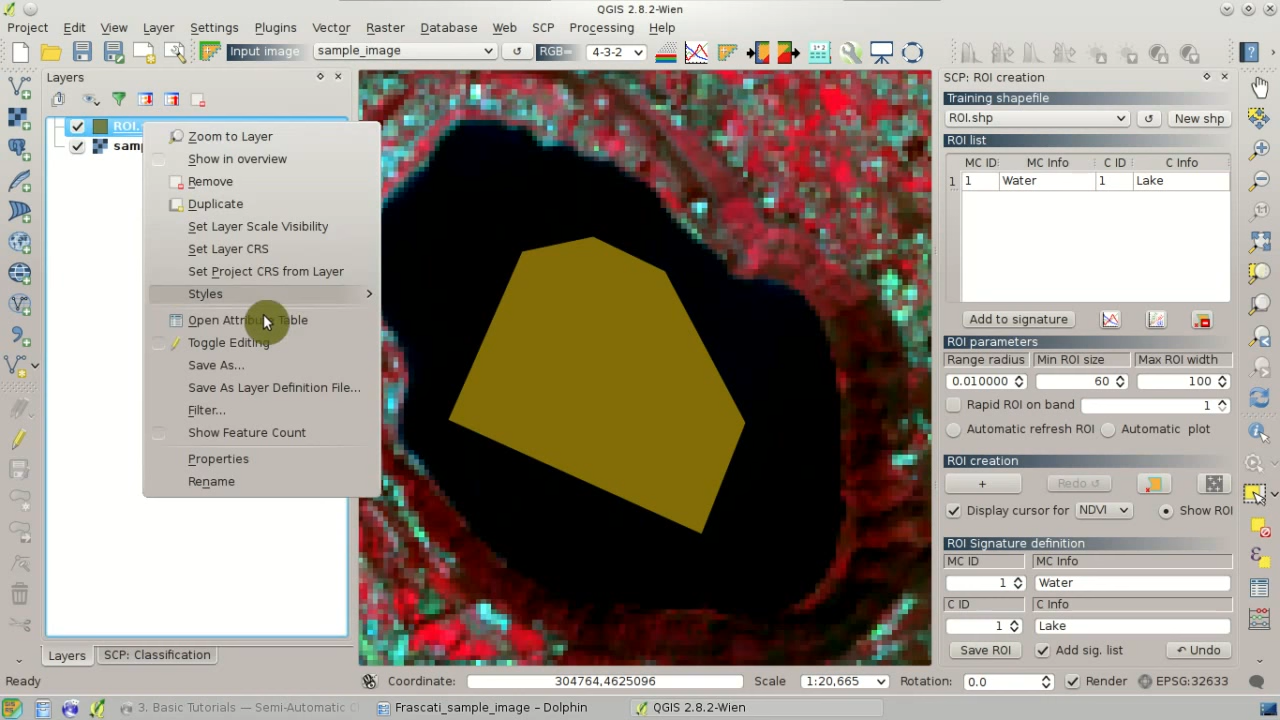 QGIS 2.8.2-Wien
Project Edit View Layer Settings Plugins Vector Raster Database Web SCP Processing Help
Input image sample_image RGB= 4-3-2
Layers
ROI.
samp
Zoom to Layer
Show in overview
Remove
Duplicate
Set Layer Scale Visibility
Set Layer CRS
Set Project CRS from Layer
Styles
Open Attribute Table
Toggle Editing
Save As...
Save As Layer Definition File...
Filter...
Show Feature Count
Properties
Rename
Layers SCP: Classification
SCP: ROI creation
Training shapefile
ROI.shp New shp
ROI list
MC ID MC Info C ID C Info
1 1 Water 1 Lake
Add to signature
ROI parameters
Range radius Min ROI size Max ROI width
0.010000 60 100
Rapid ROI on band 1
Automatic refresh ROI Automatic plot
ROI creation
+ Redo ↺
Display cursor for NDVI Show ROI
ROI Signature definition
MC ID MC Info
1 Water
C ID C Info
1 Lake
Save ROI Add sig. list Undo
Ready Coordinate: 304764,4625096 Scale 1:20,665 Rotation: 0.0 Render EPSG:32633
3. Basic Tutorials — Semi-Automatic C Frascat_sample_image – Dolphin QGIS 2.8.2-Wien